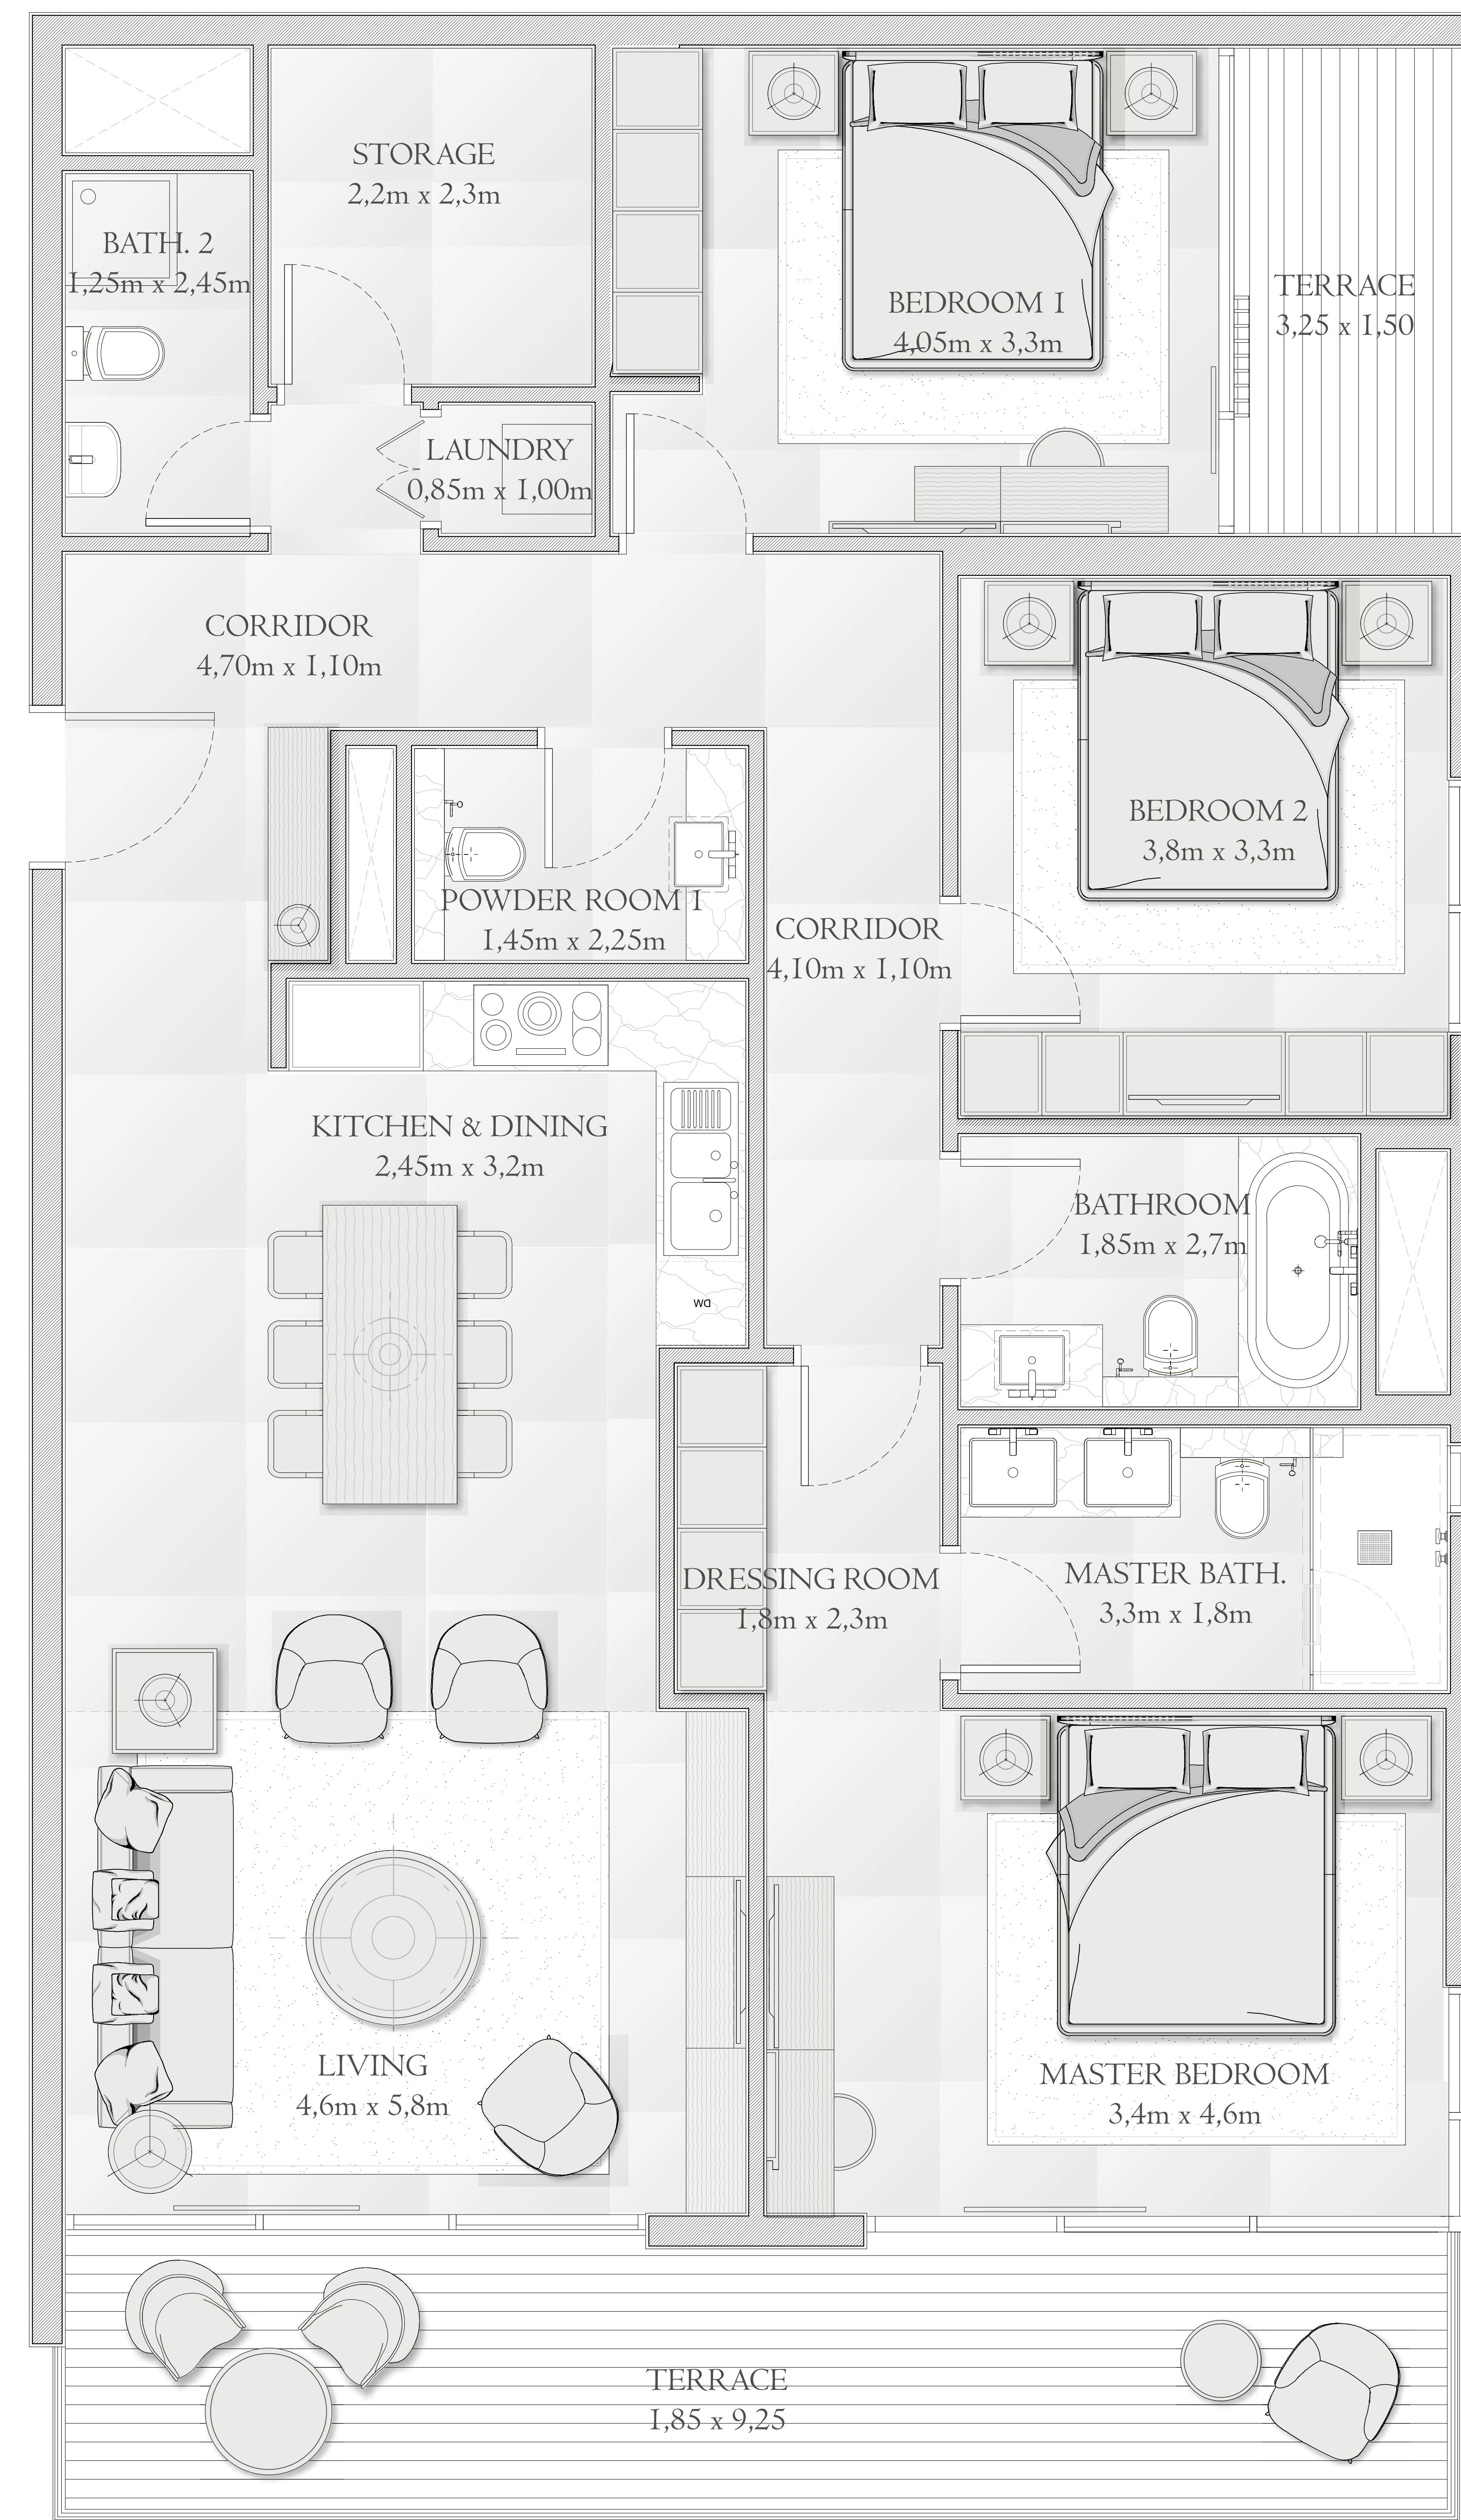 STORAGE
2,2m x 2,3m
BATH. 2
1,25m x 2,45m
BEDROOM 1
4,05m x 3,3m
TERRACE
3,25 x 1,50
LAUNDRY
0,85m x 1,00m
CORRIDOR
4,70m x 1,10m
BEDROOM 2
3,8m x 3,3m
POWDER ROOM 1
1,45m x 2,25m
CORRIDOR
4,10m x 1,10m
KITCHEN & DINING
2,45m x 3,2m
BATHROOM
1,85m x 2,7m
DW
DRESSING ROOM
1,8m x 2,3m
MASTER BATH.
3,3m x 1,8m
LIVING
4,6m x 5,8m
MASTER BEDROOM
3,4m x 4,6m
TERRACE
1,85 x 9,25